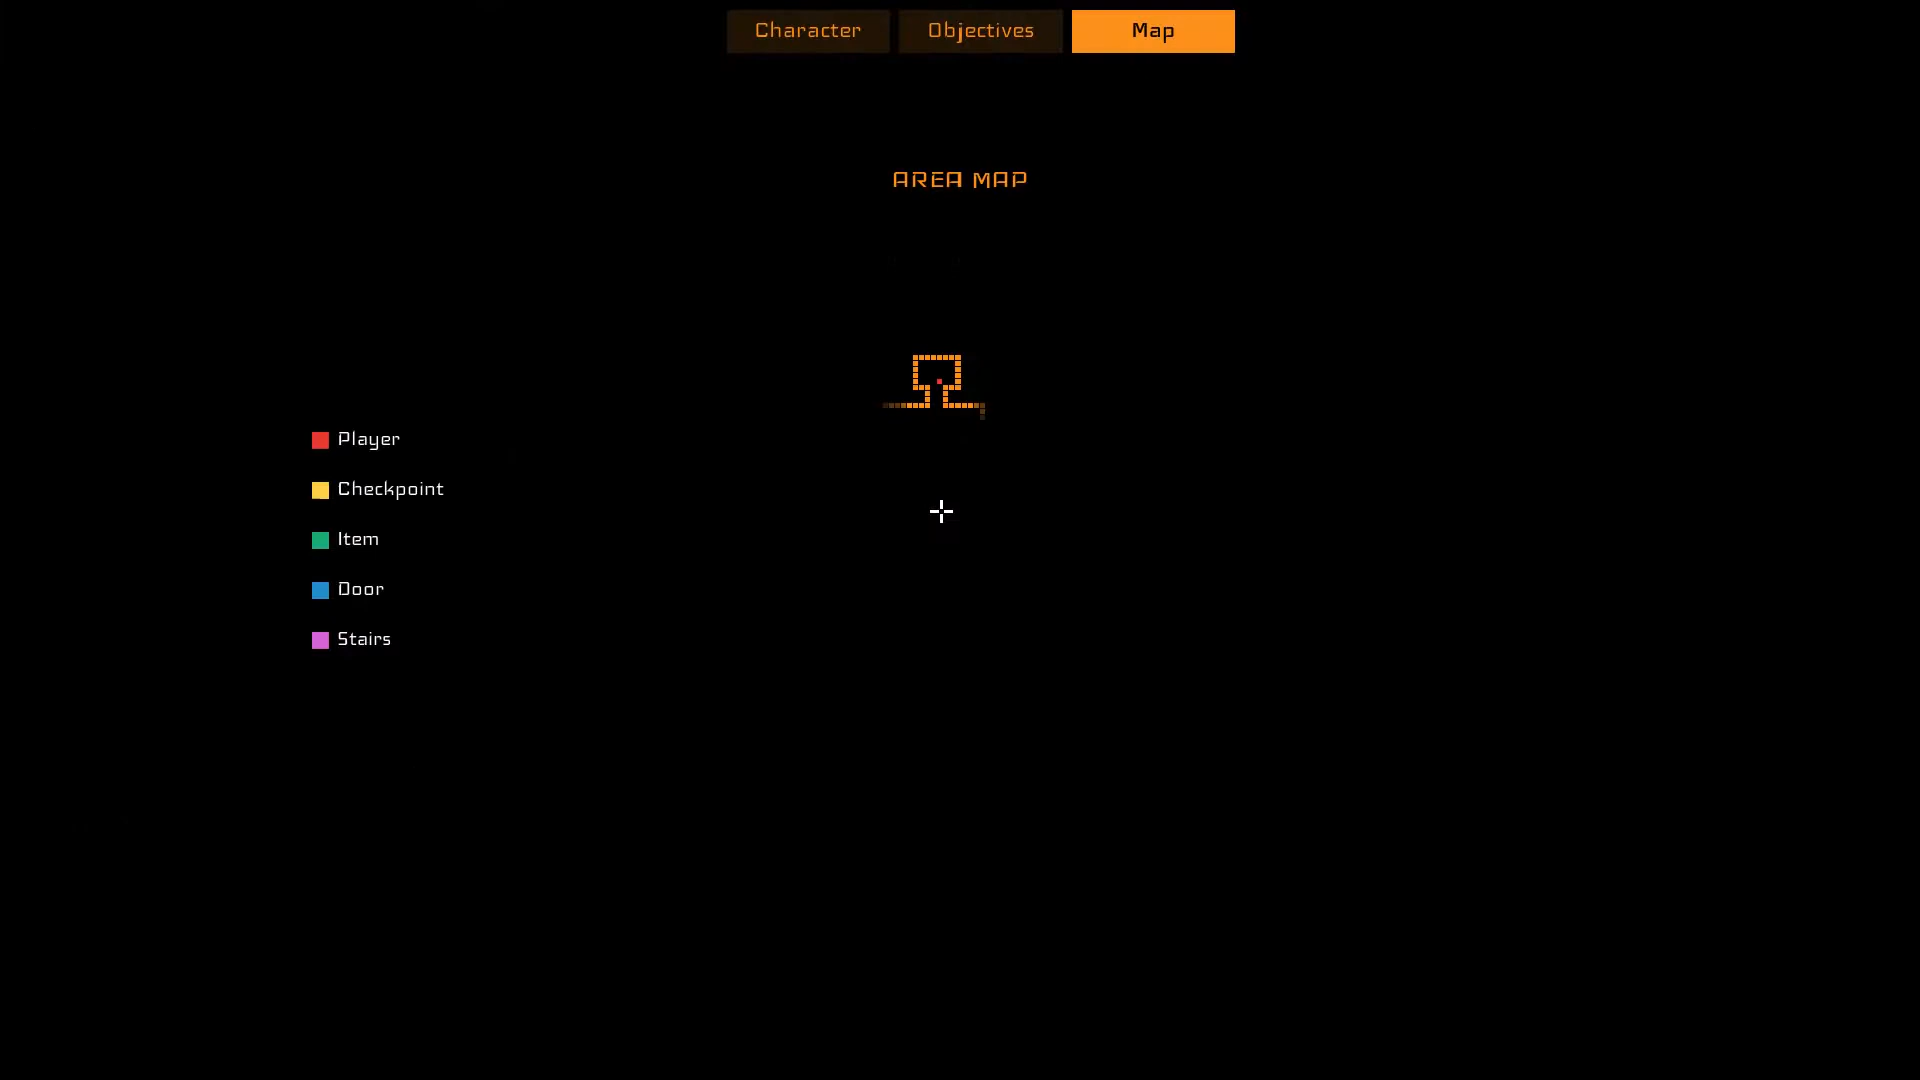 Character
Objectives
Map
AREA MAP
Player
Checkpoint
Item
Door
Stairs